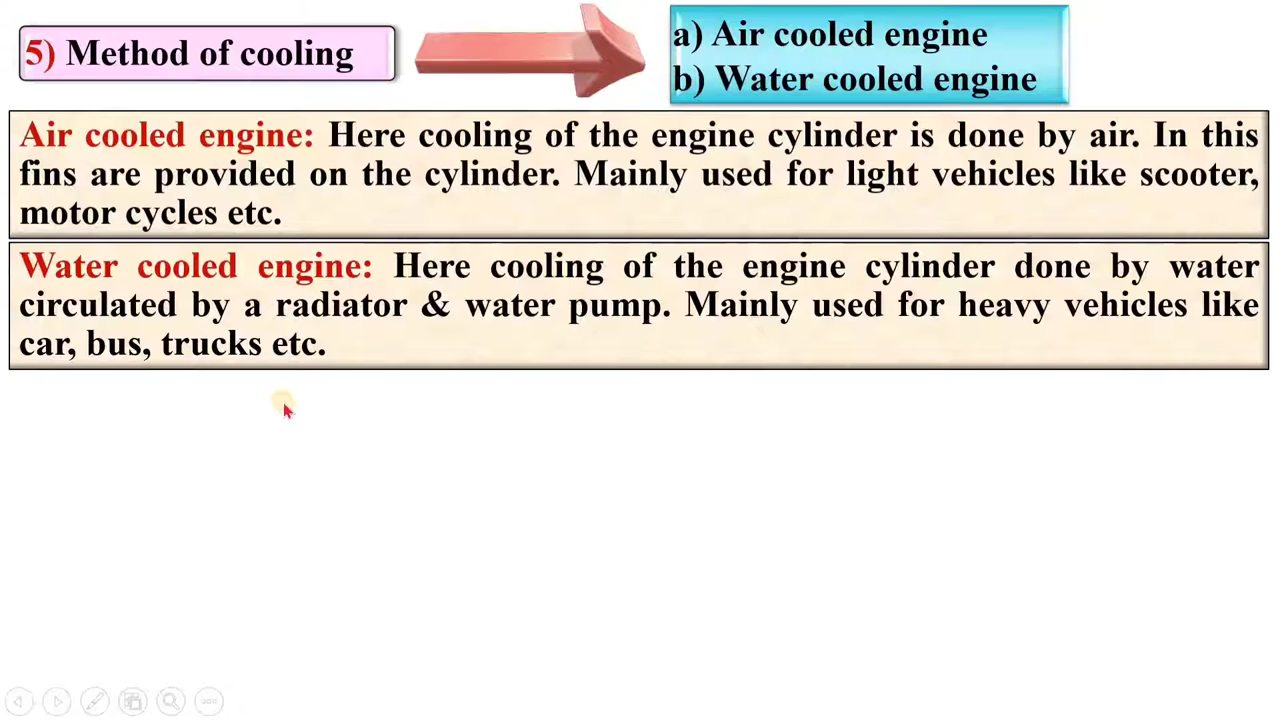 5) Method of cooling
a) Air cooled engine
b) Water cooled engine
Air cooled engine: Here cooling of the engine cylinder is done by air. In this
fins are provided on the cylinder. Mainly used for light vehicles like scooter,
motor cycles etc.
Water cooled engine: Here cooling of the engine cylinder done by water
circulated by a radiator & water pump. Mainly used for heavy vehicles like
car, bus, trucks etc.